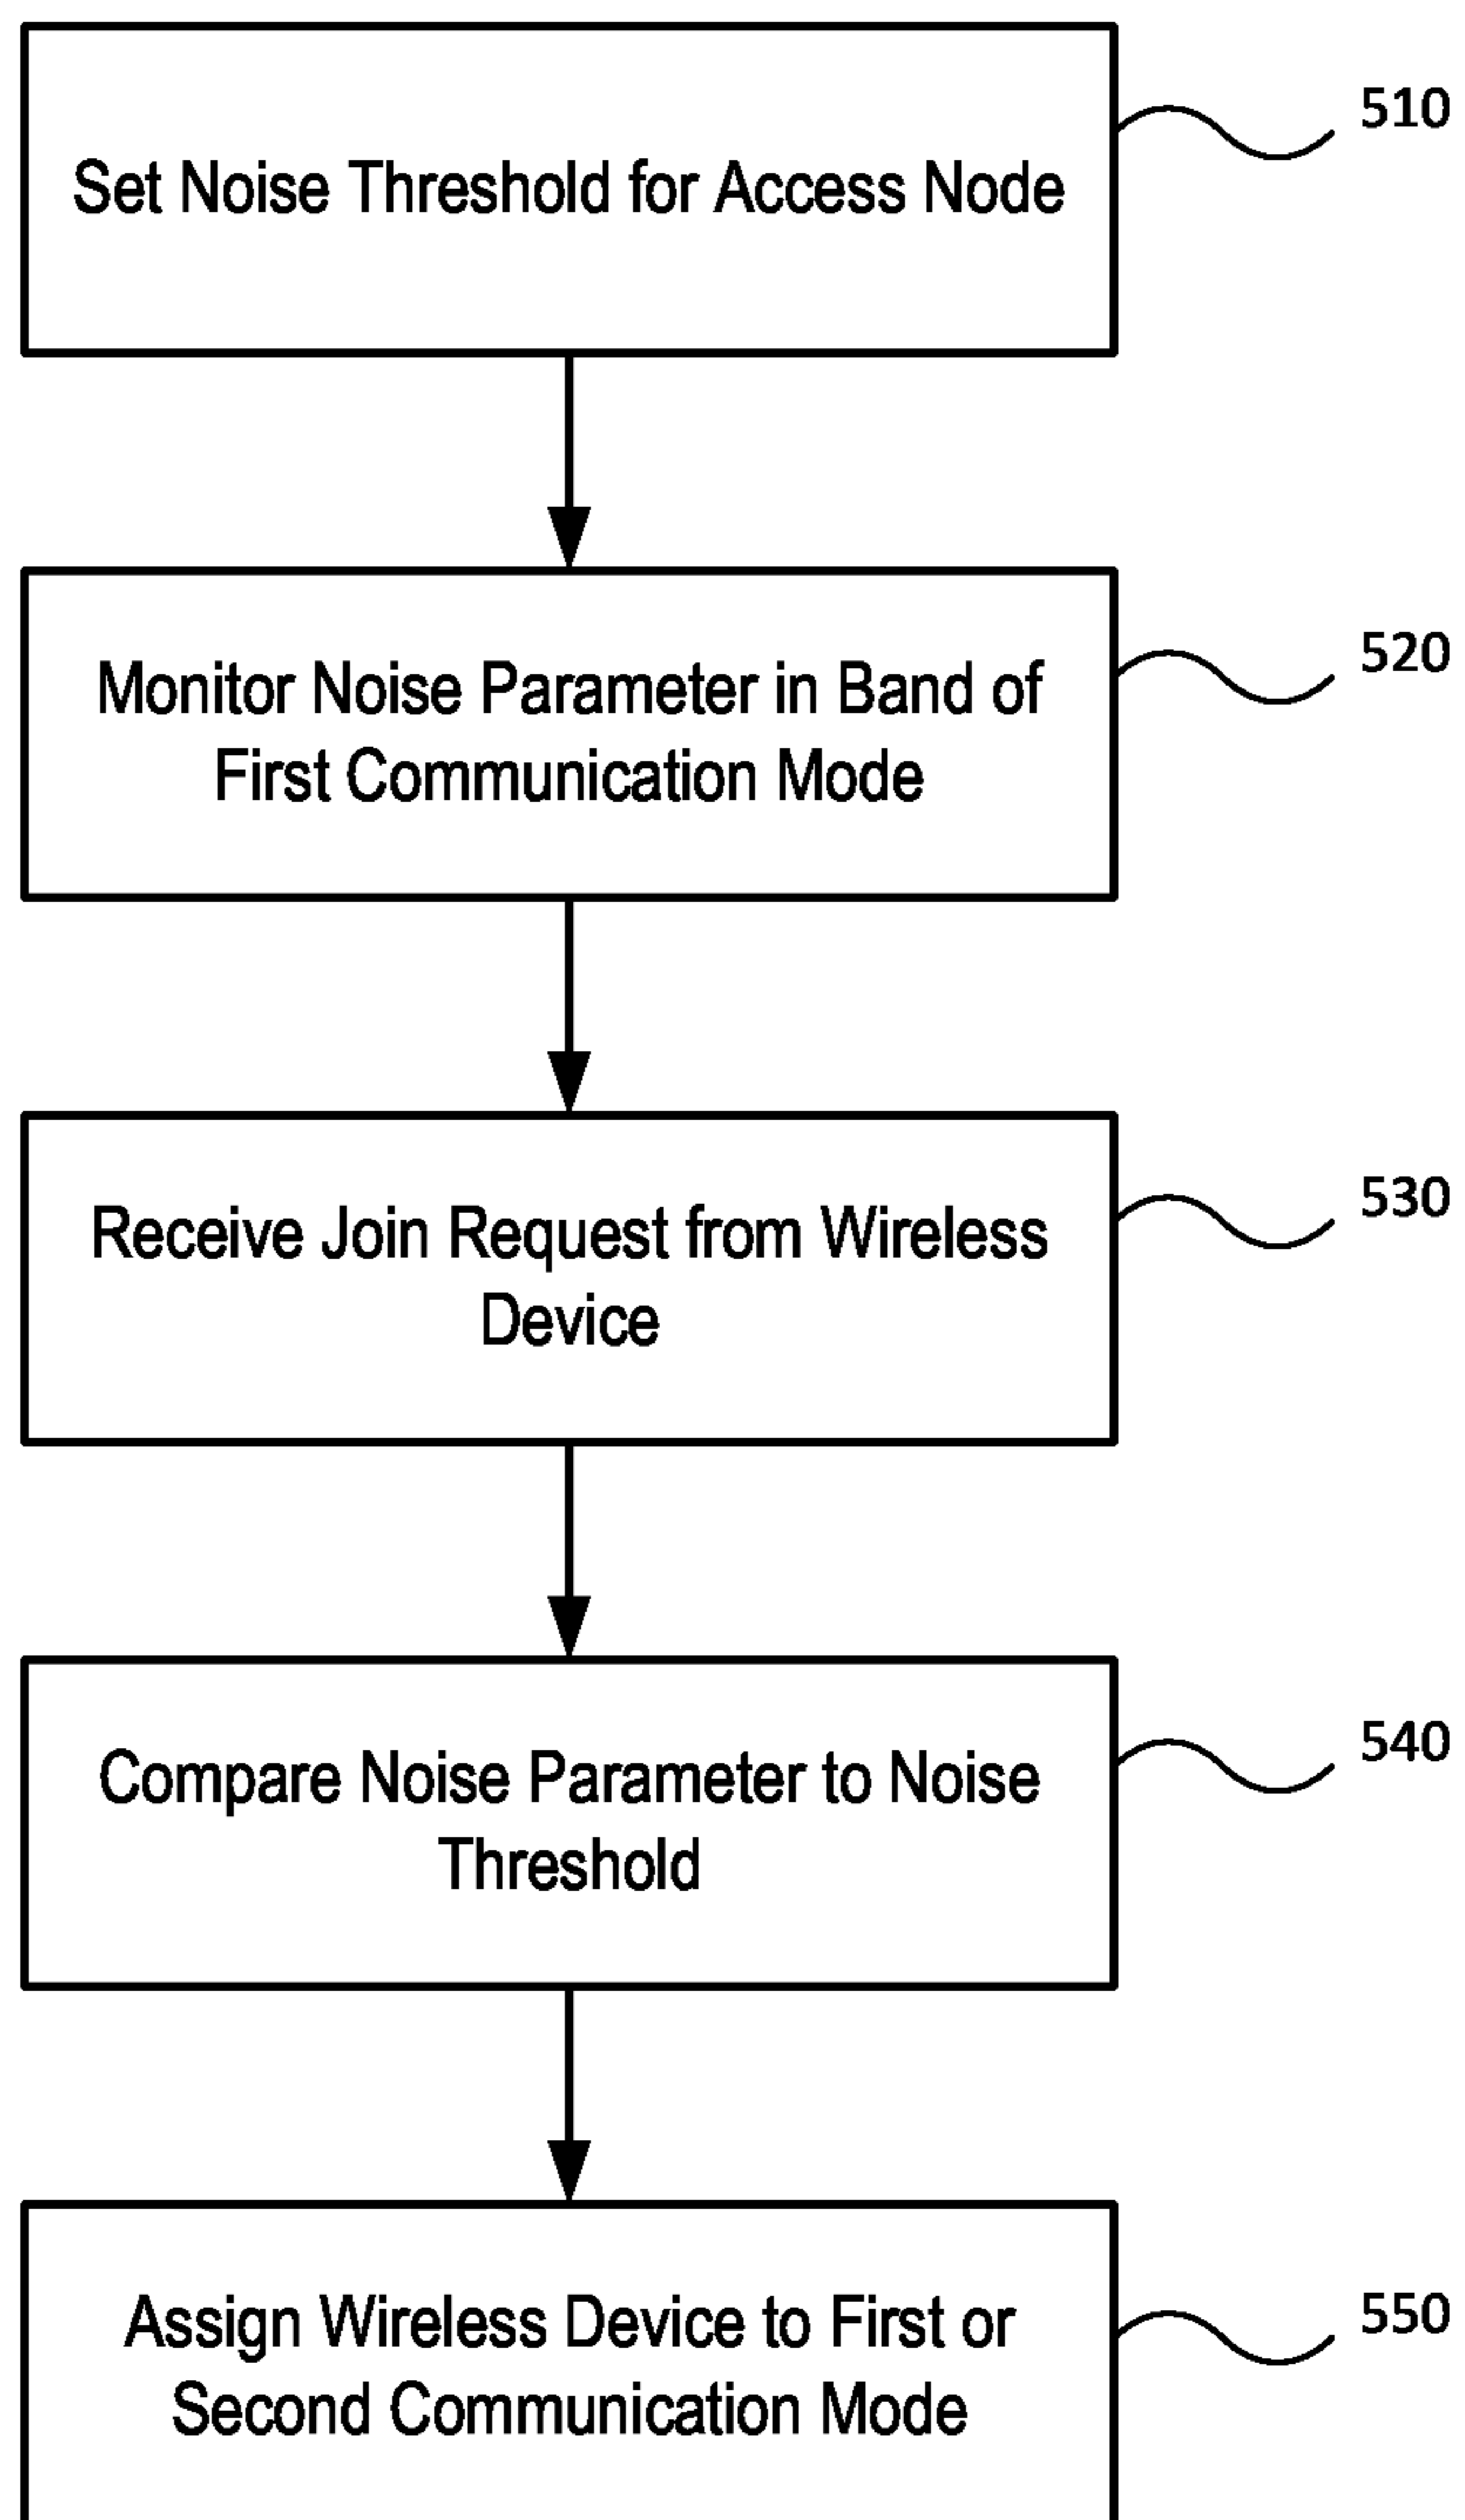 510
Set Noise Threshold for Access Node
520
Monitor Noise Parameter in Band of
First Communication Mode
530
Receive Join Request from Wireless
Device
540
Compare Noise Parameter to Noise
Threshold
550
Assign Wireless Device to First or
Second Communication Mode